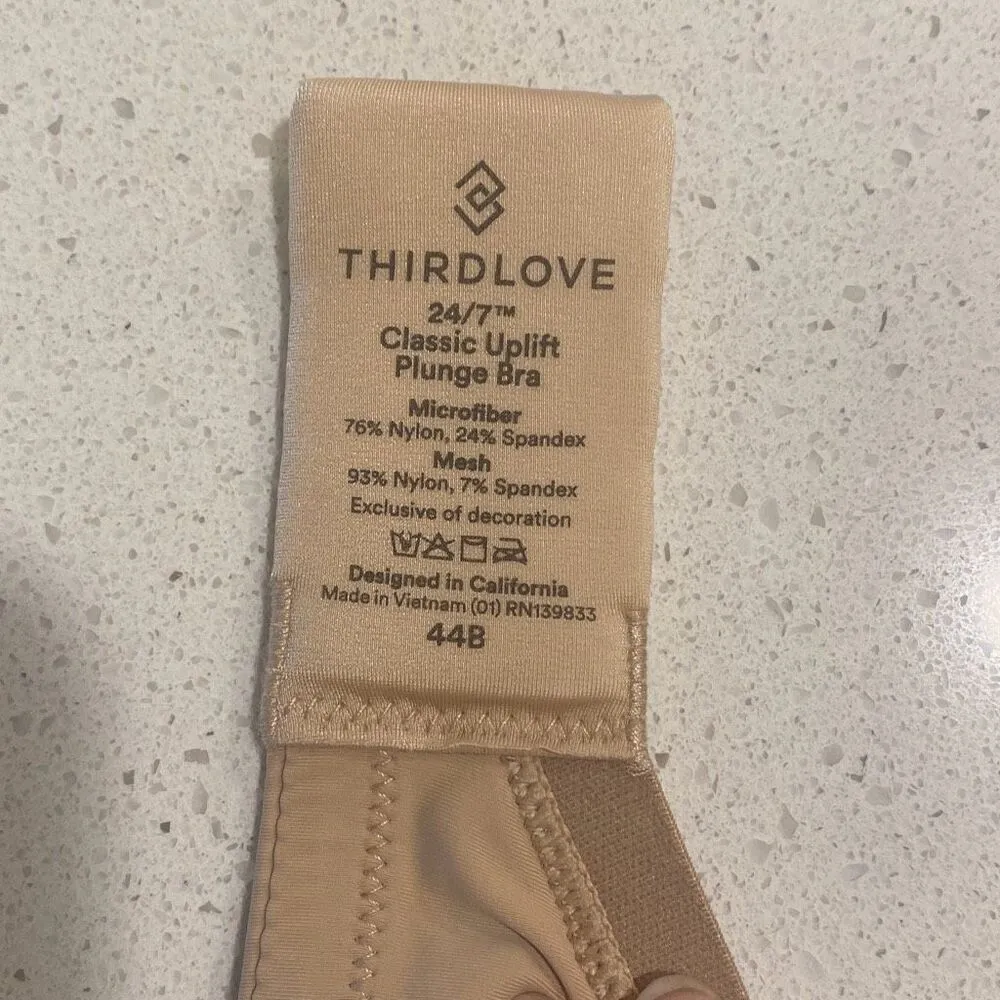 THIRDLOVE
24/7™
Classic Uplift
Plunge Bra
Microfiber
76% Nylon, 24% Spandex
Mesh
93% Nylon, 7% Spandex
Exclusive of decoration
Designed in California
Made in Vietnam (01) RN139833
44B